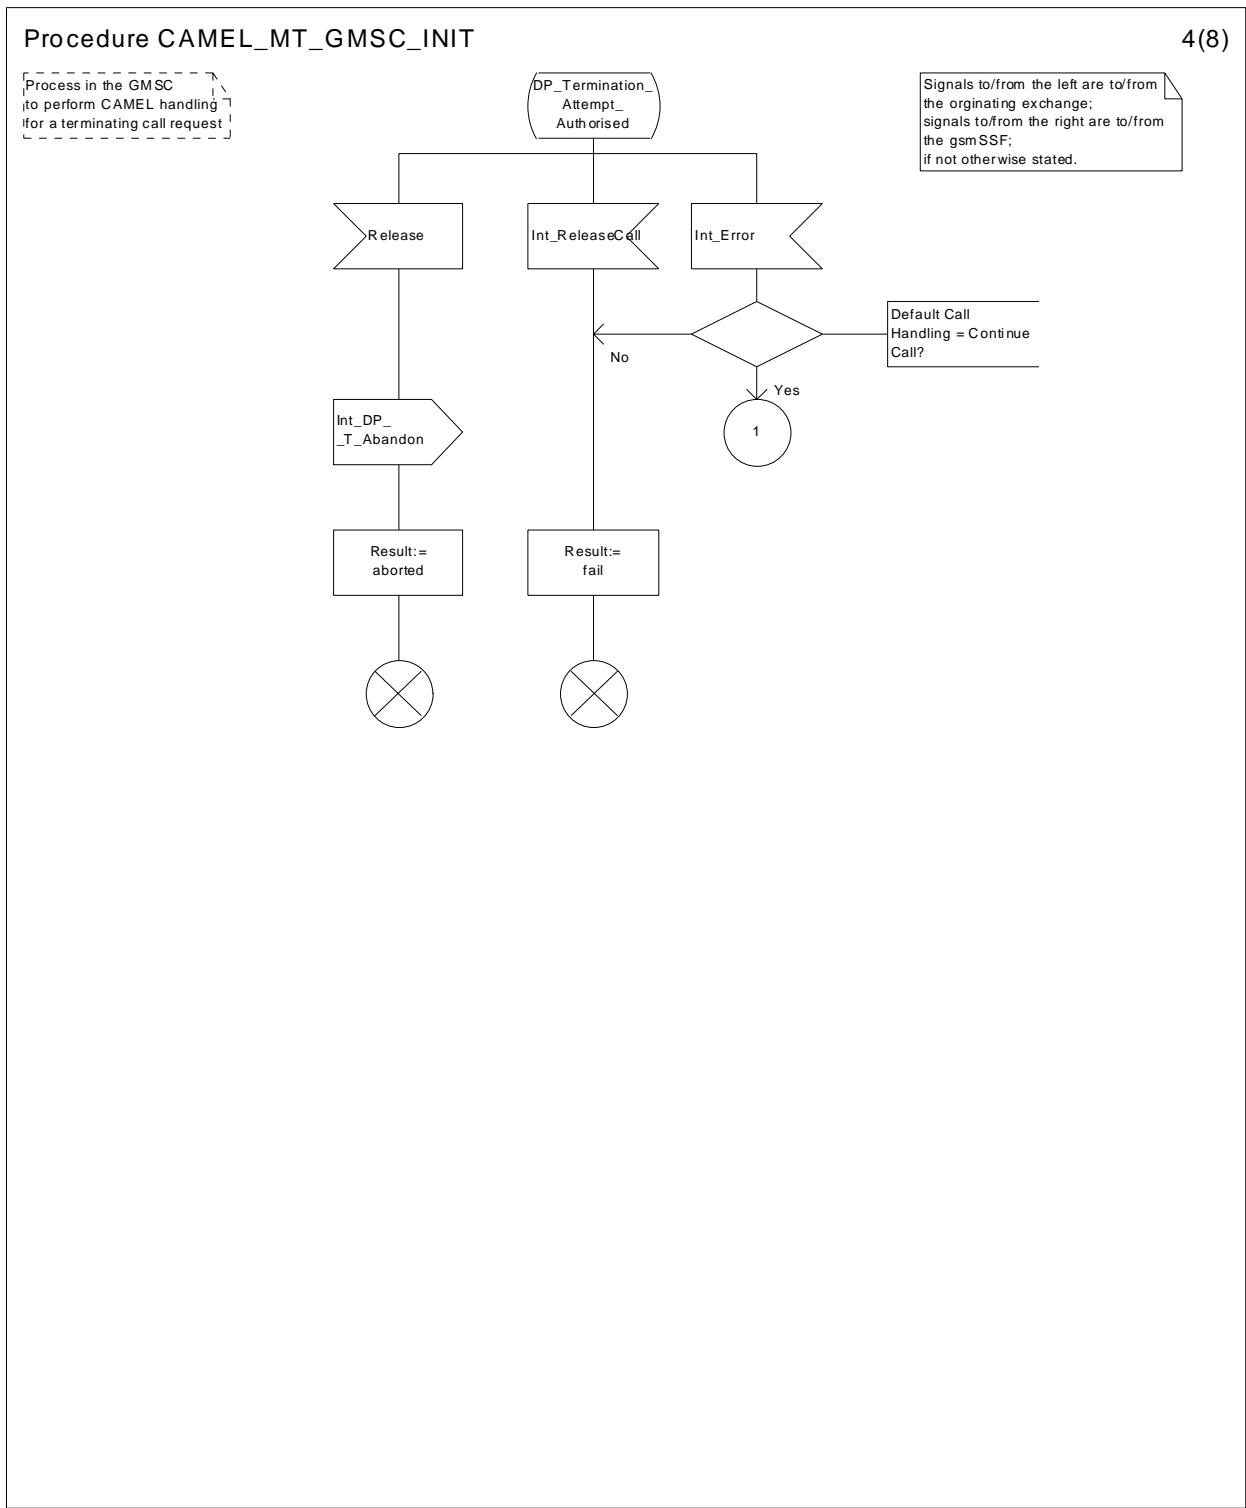 Procedure CAMEL_MT_GMSC_INIT
4(8)
Process in the GMSC
to perform CAMEL handling
for a terminating call request
DP_Termination_
Attempt_
Authorised
Signals to/from the left are to/from
the orginating exchange;
signals to/from the right are to/from
the gsmSSF;
if not otherwise stated.
Release
Int_ReleaseCall
Int_Error
Default Call
Handling = Continue
Call?
No
Yes
1
Int_DP_
_T_Abandon
Result:=
aborted
Result:=
fail